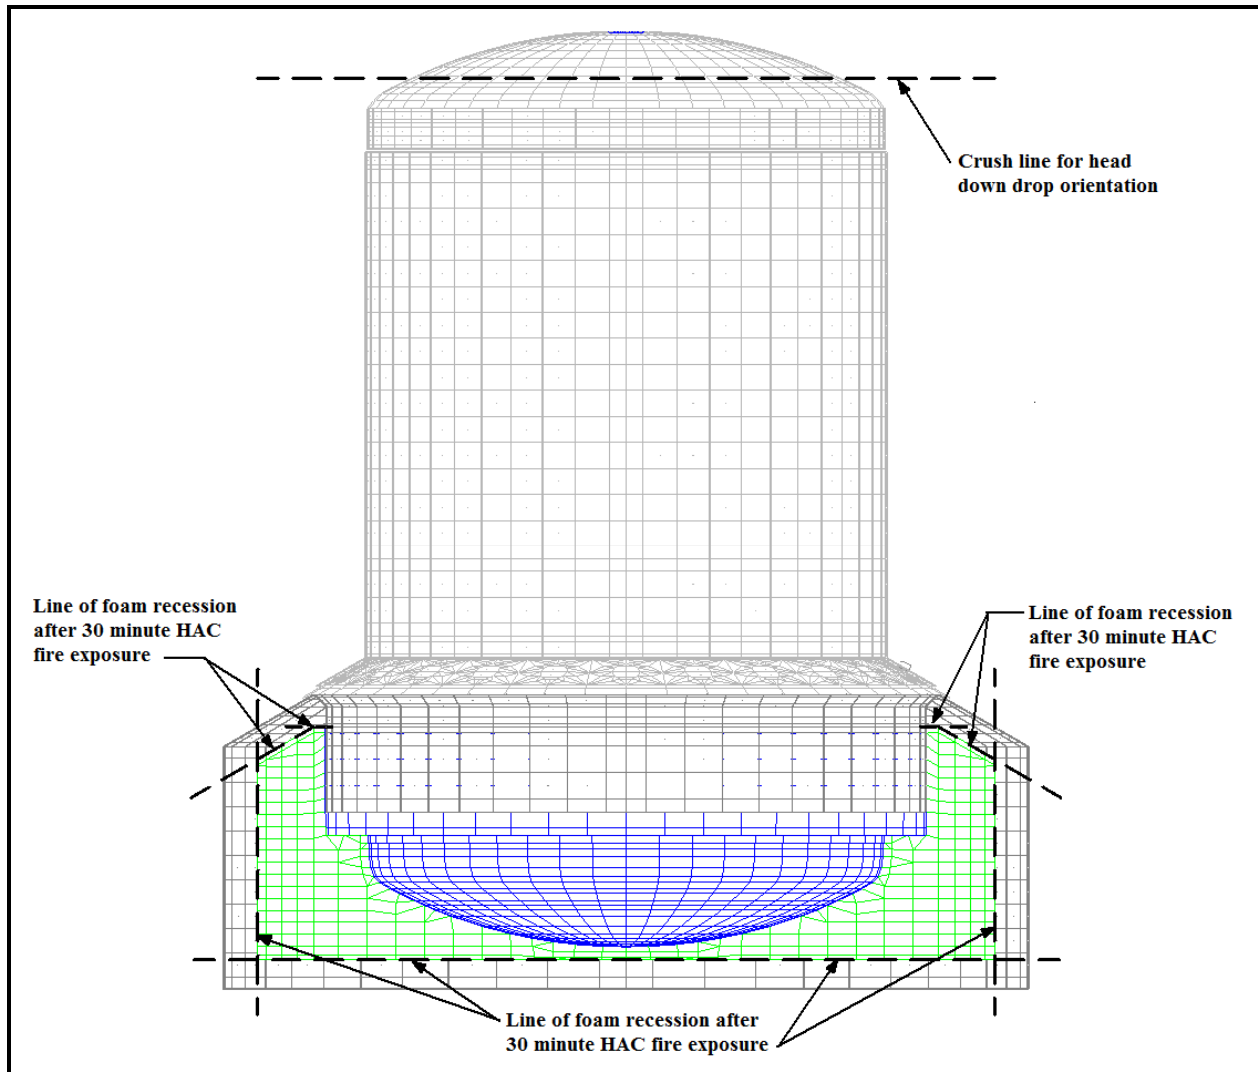 Crush line for head
down drop orientation
Line of foam recession
after 30 minute HAC
fire exposure
Line of foam recession
after 30 minute HAC
fire exposure
Line of foam recession after
30 minute HAC fire exposure